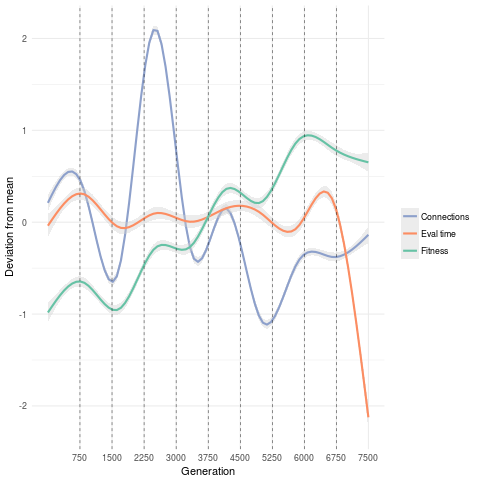 2
1
0
-1
-2
Deviation from mean
750 1500 2250 3000 3750 4500 5250 6000 6750 7500
Generation
Connections
Eval time
Fitness